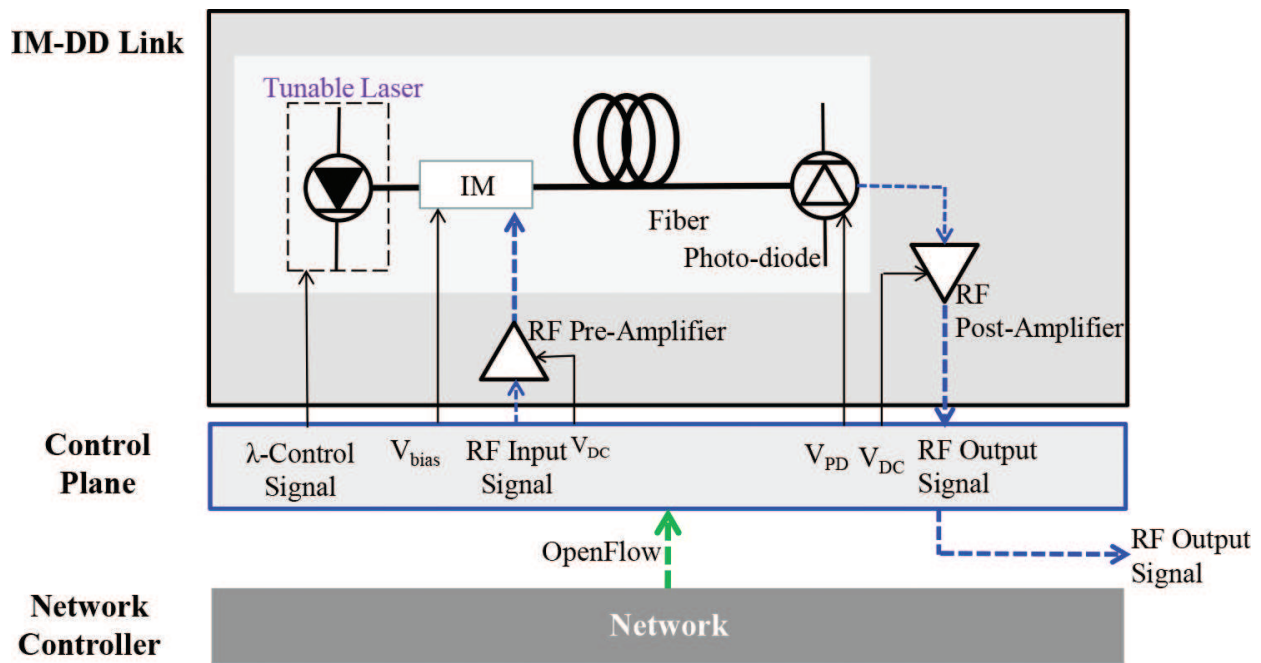 IM-DD Link
Tunable Laser
IM
Fiber
Photo-diode
RF
Post-Amplifier
RF Pre-Amplifier
Control
Plane
λ-Control
Signal
Vbias
RF Input
Signal
VDC
VPD
VDC
RF Output
Signal
OpenFlow
RF Output
Signal
Network
Controller
Network